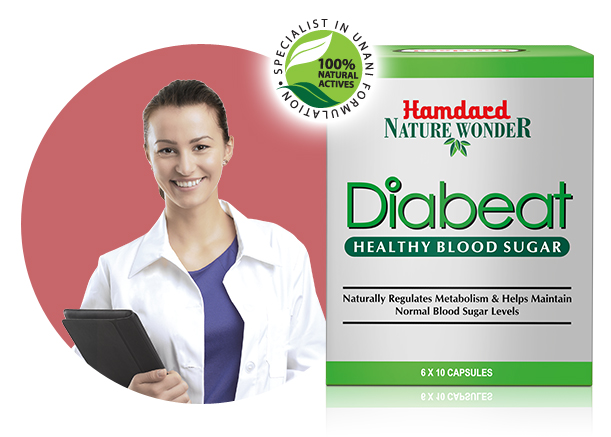 • SPECIALIST IN UNANI FORMULATION
100%
NATURAL
ACTIVES
Hamdard
NATURE WONDER
Diabeat
HEALTHY BLOOD SUGAR
Naturally Regulates Metabolism & Helps Maintain
Normal Blood Sugar Levels
6 X 10 CAPSULES